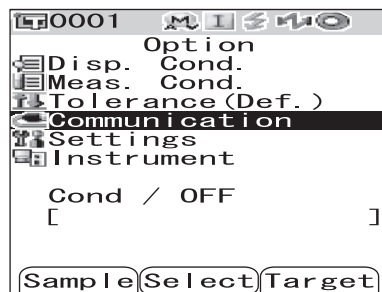 0001 M I
Option
Disp. Cond.
Meas. Cond.
Tolerance(Def.)
Communication
Settings
Instrument
Cond / OFF
[ ]
Sample Select Target